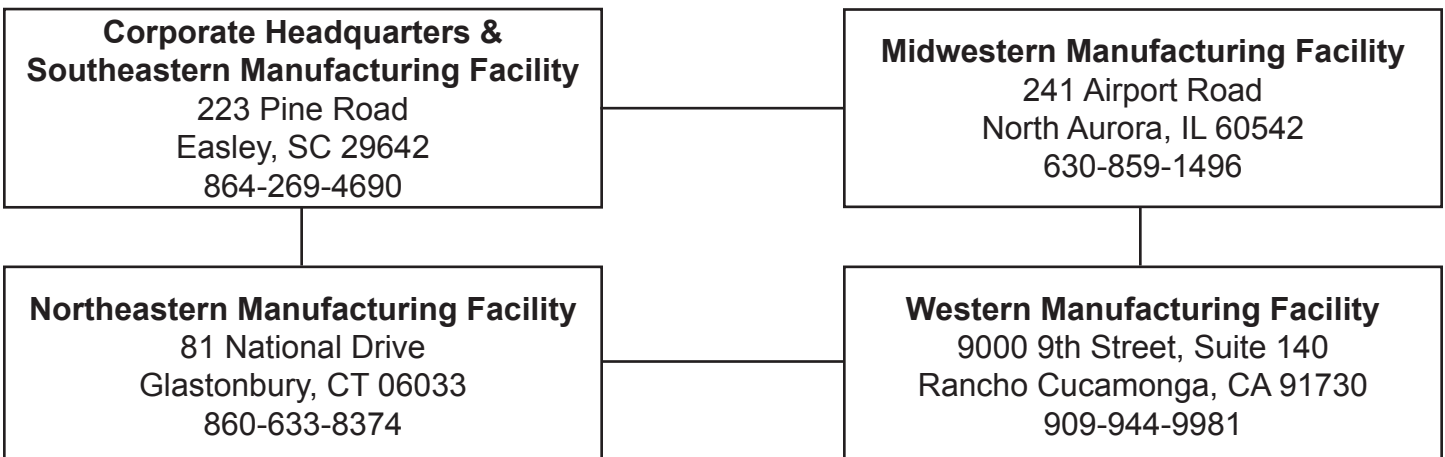 Corporate Headquarters &
Southeastern Manufacturing Facility
223 Pine Road
Easley, SC 29642
864-269-4690
Midwestern Manufacturing Facility
241 Airport Road
North Aurora, IL 60542
630-859-1496
Northeastern Manufacturing Facility
81 National Drive
Glastonbury, CT 06033
860-633-8374
Western Manufacturing Facility
9000 9th Street, Suite 140
Rancho Cucamonga, CA 91730
909-944-9981